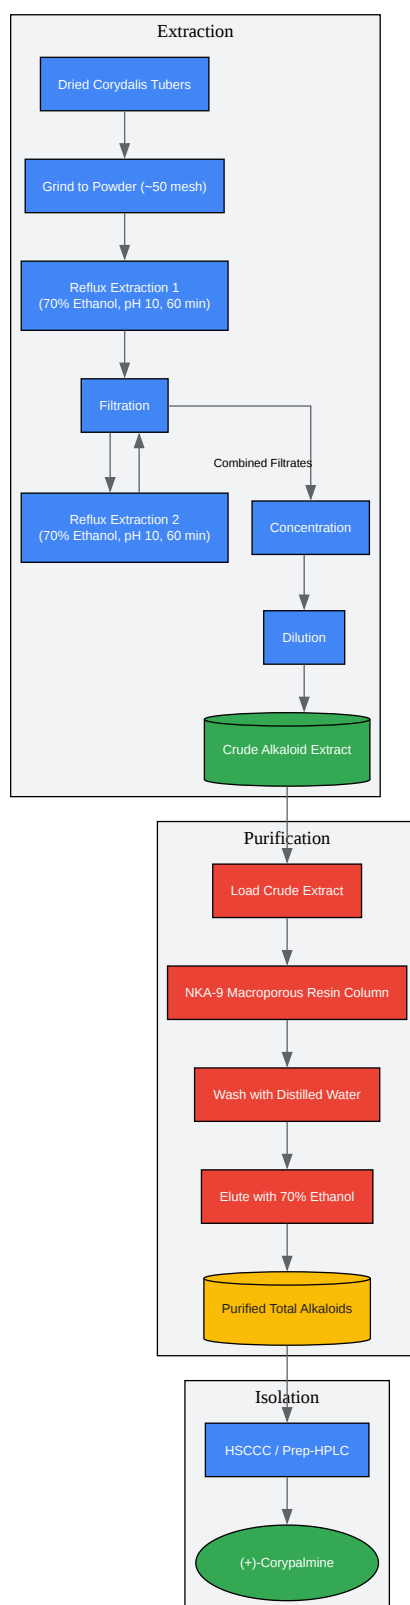 Extraction
Dried Corydalis Tubers
Grind to Powder (~50 mesh)
Reflux Extraction 1
(70% Ethanol, pH 10, 60 min)
Filtration
Combined Filtrates
Reflux Extraction 2
(70% Ethanol, pH 10, 60 min)
Concentration
Dilution
Crude Alkaloid Extract
Purification
Load Crude Extract
NKA-9 Macroporous Resin Column
Wash with Distilled Water
Elute with 70% Ethanol
Purified Total Alkaloids
Isolation
HSCCC / Prep-HPLC
(+)-Corypalmine